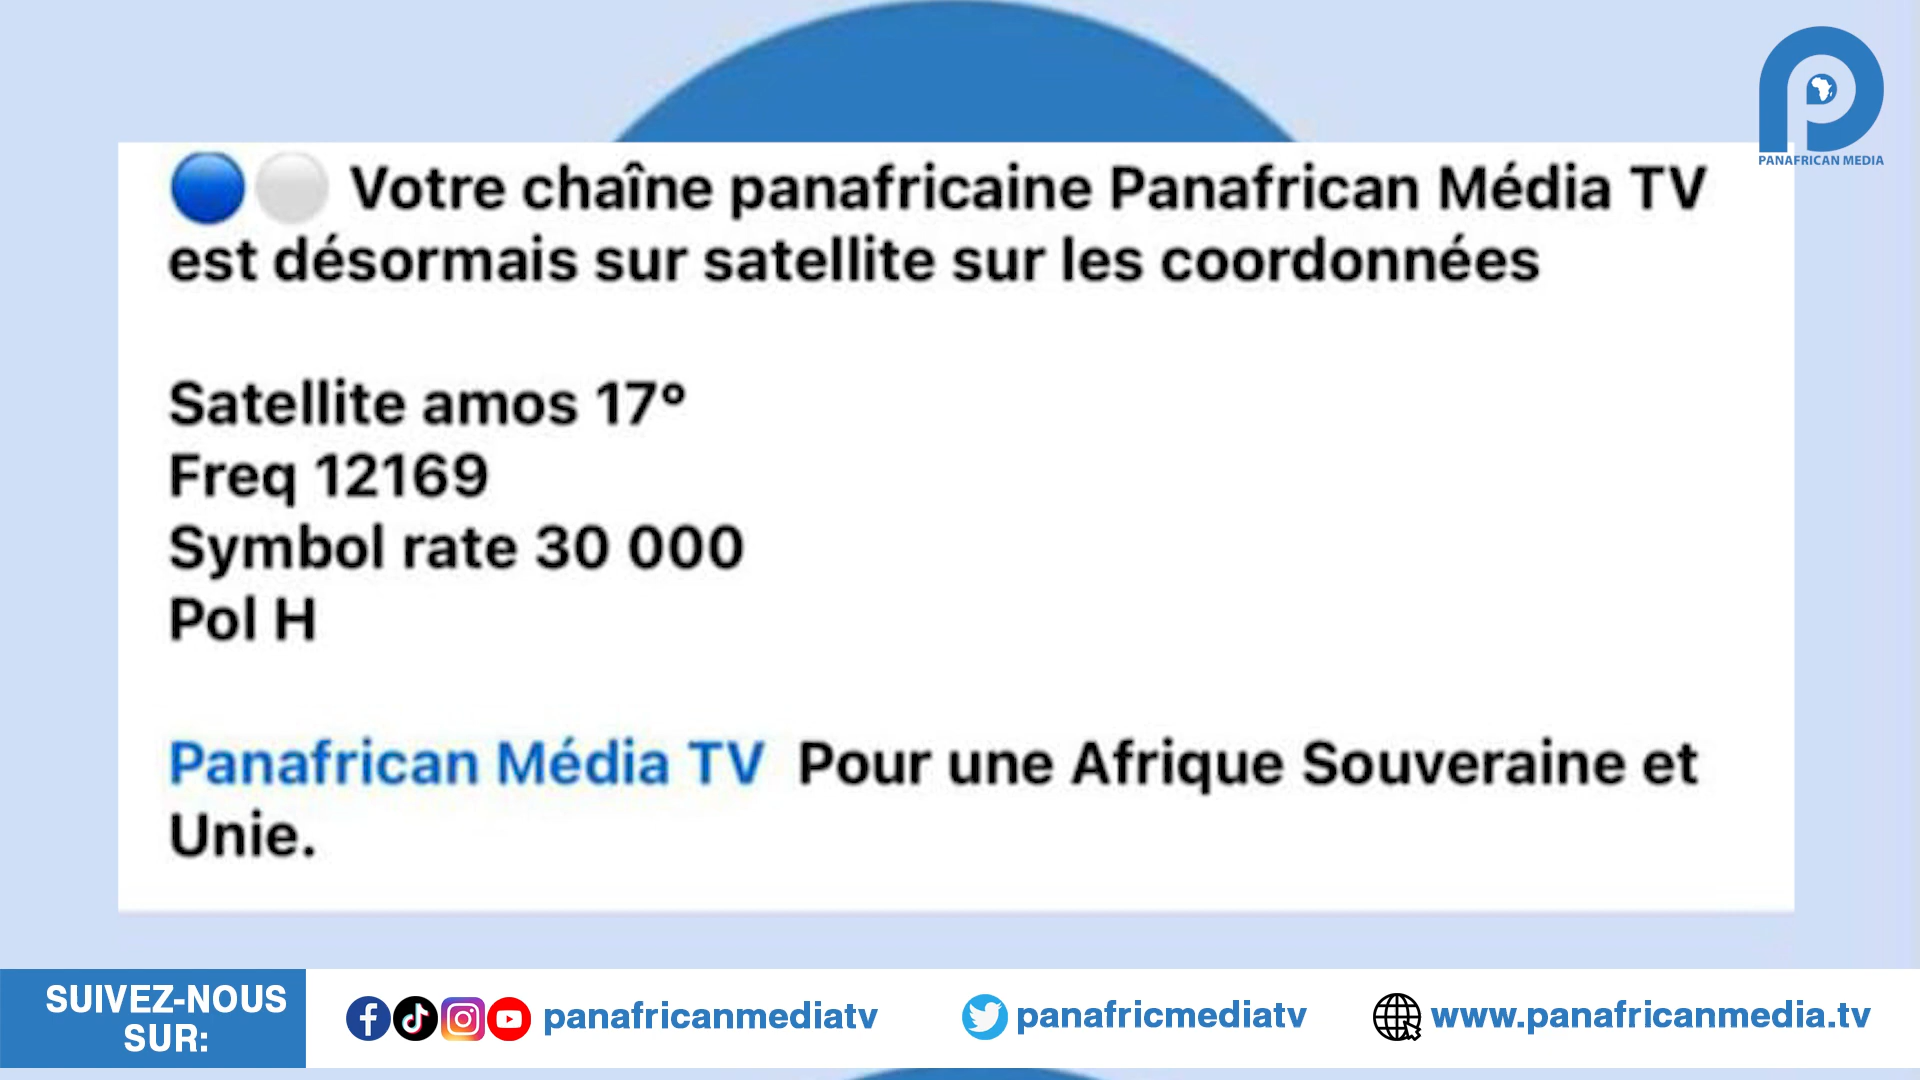 PANAFRICAN MEDIA
🔵⚪ Votre chaîne panafricaine Panafrican Média TV
est désormais sur satellite sur les coordonnées
Satellite amos 17°
Freq 12169
Symbol rate 30 000
Pol H
Panafrican Média TV Pour une Afrique Souveraine et
Unie.
SUIVEZ-NOUS
SUR:
panafricanmediatv
panafricmediatv
www.panafricanmedia.tv